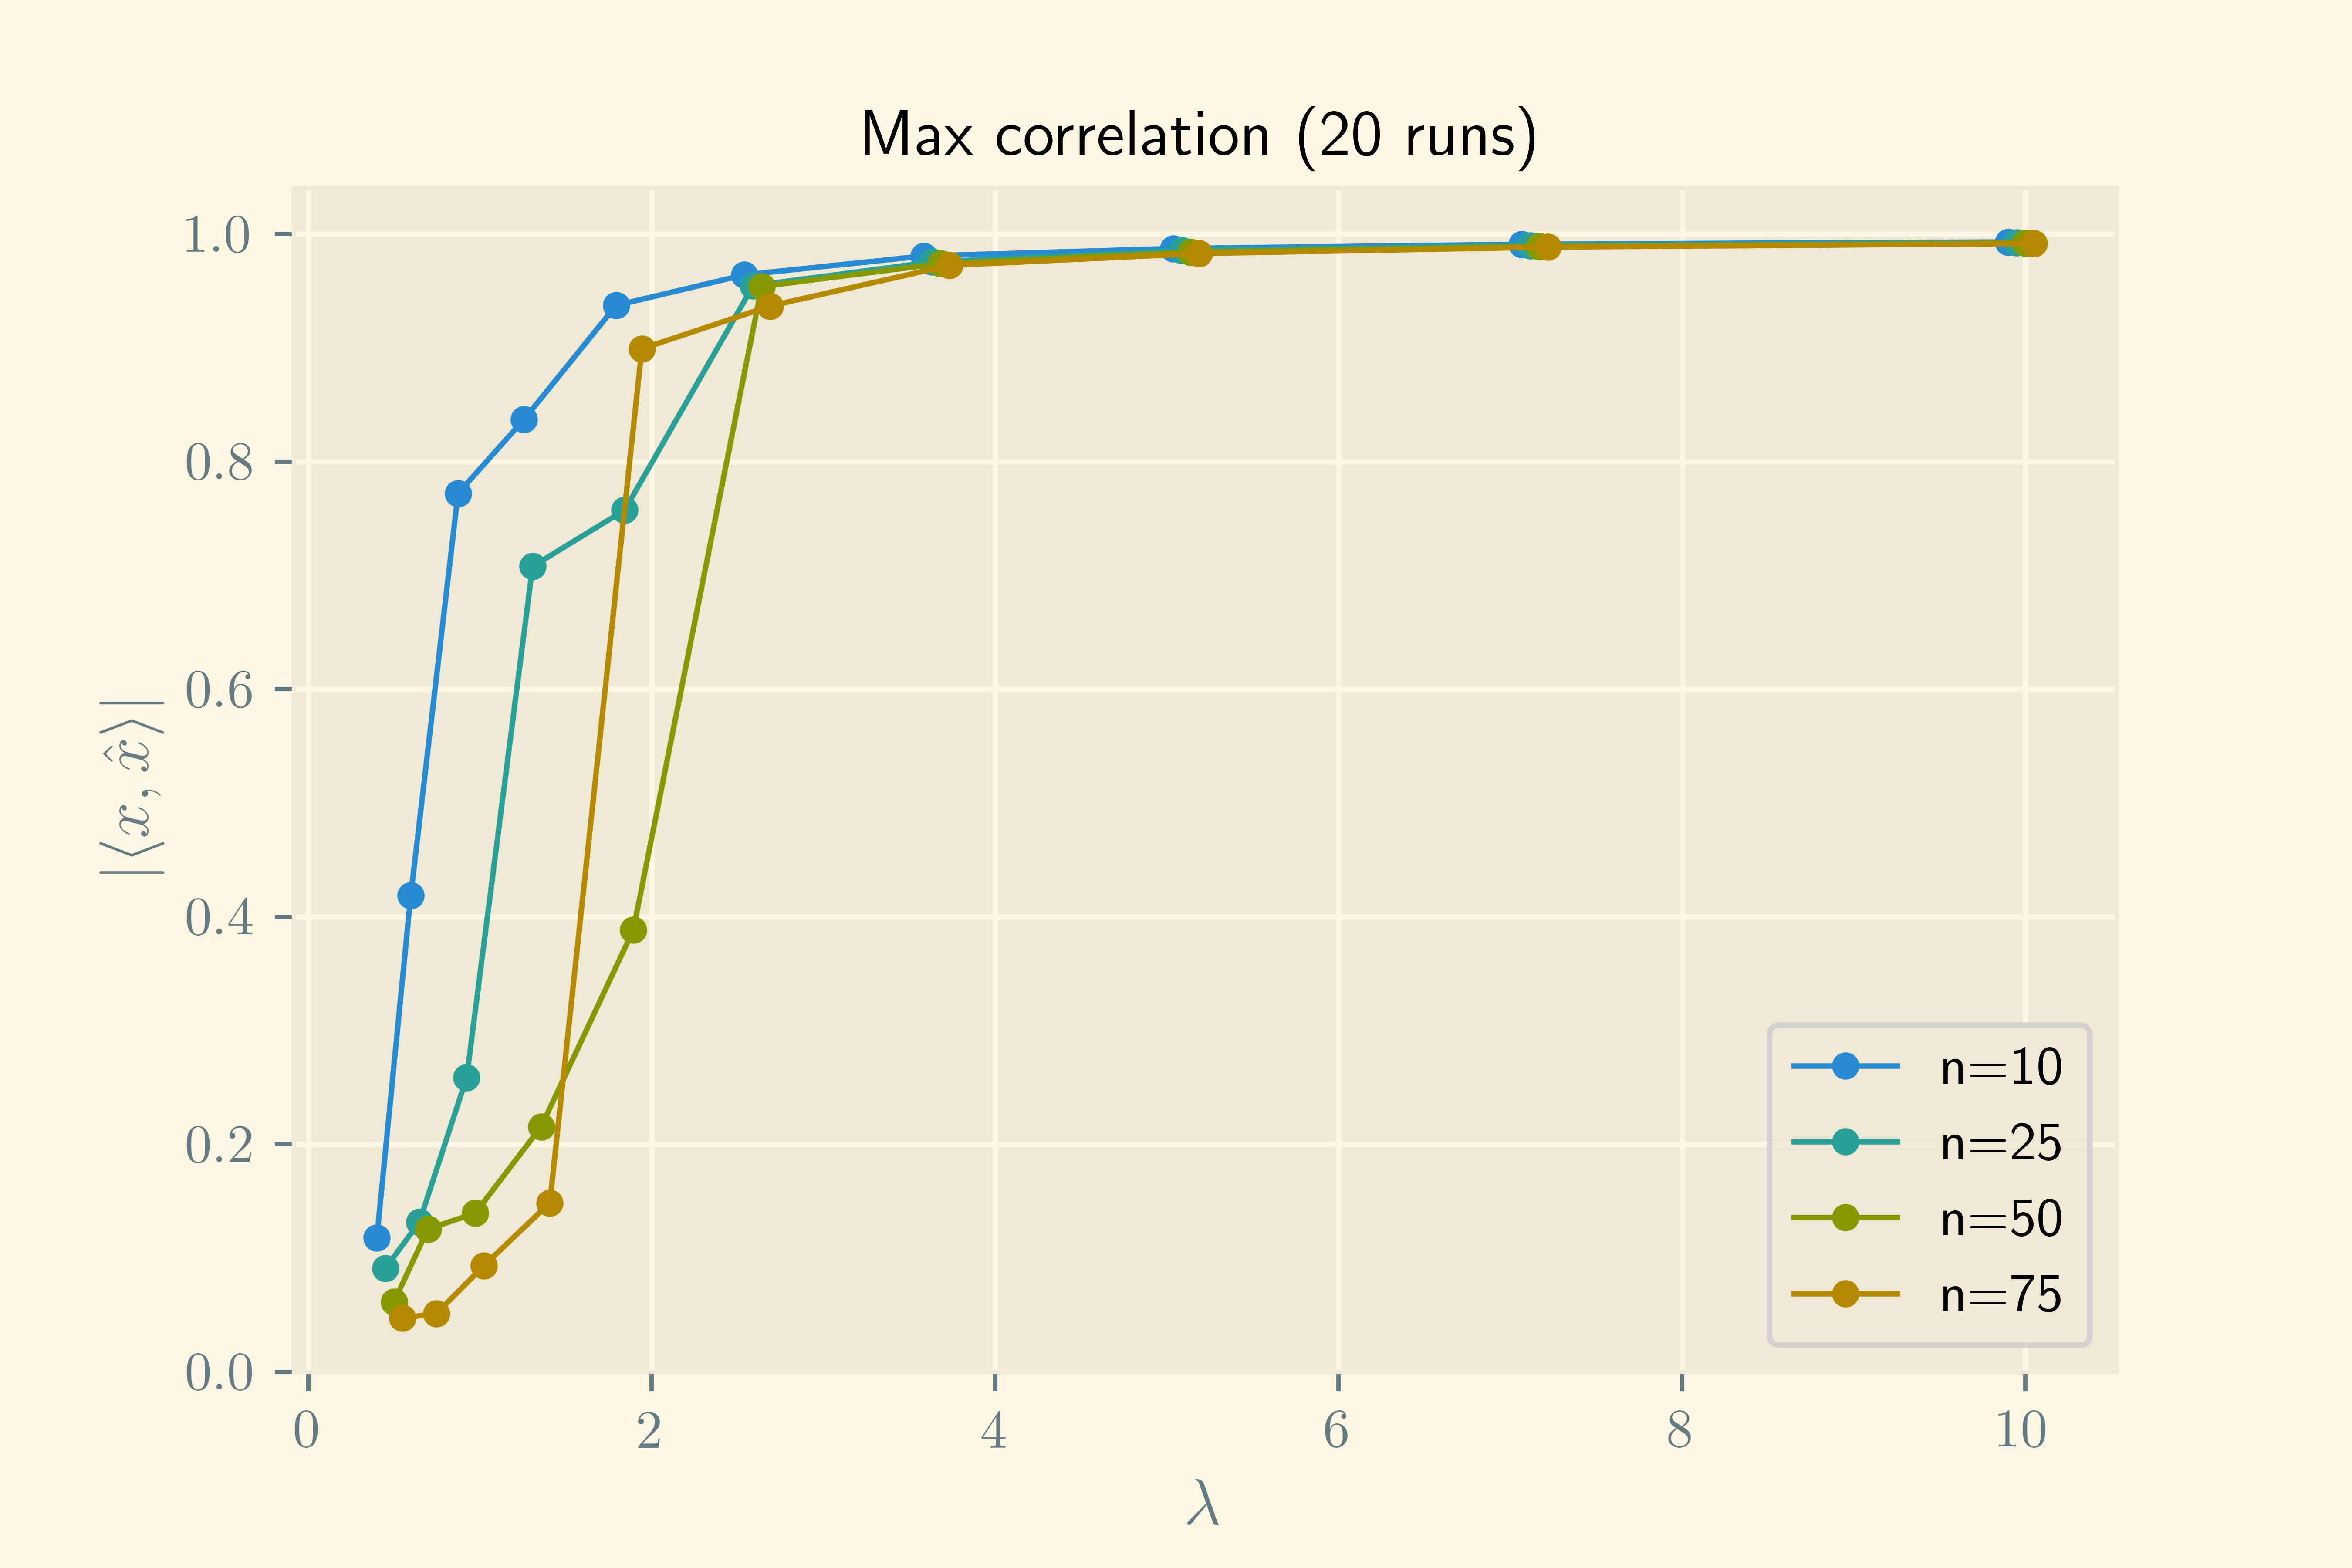 Max correlation (20 runs)
|⟨x, x̂⟩|
1.0
0.8
0.6
0.4
0.2
0.0
0 2 4 6 8 10
λ
n=10
n=25
n=50
n=75